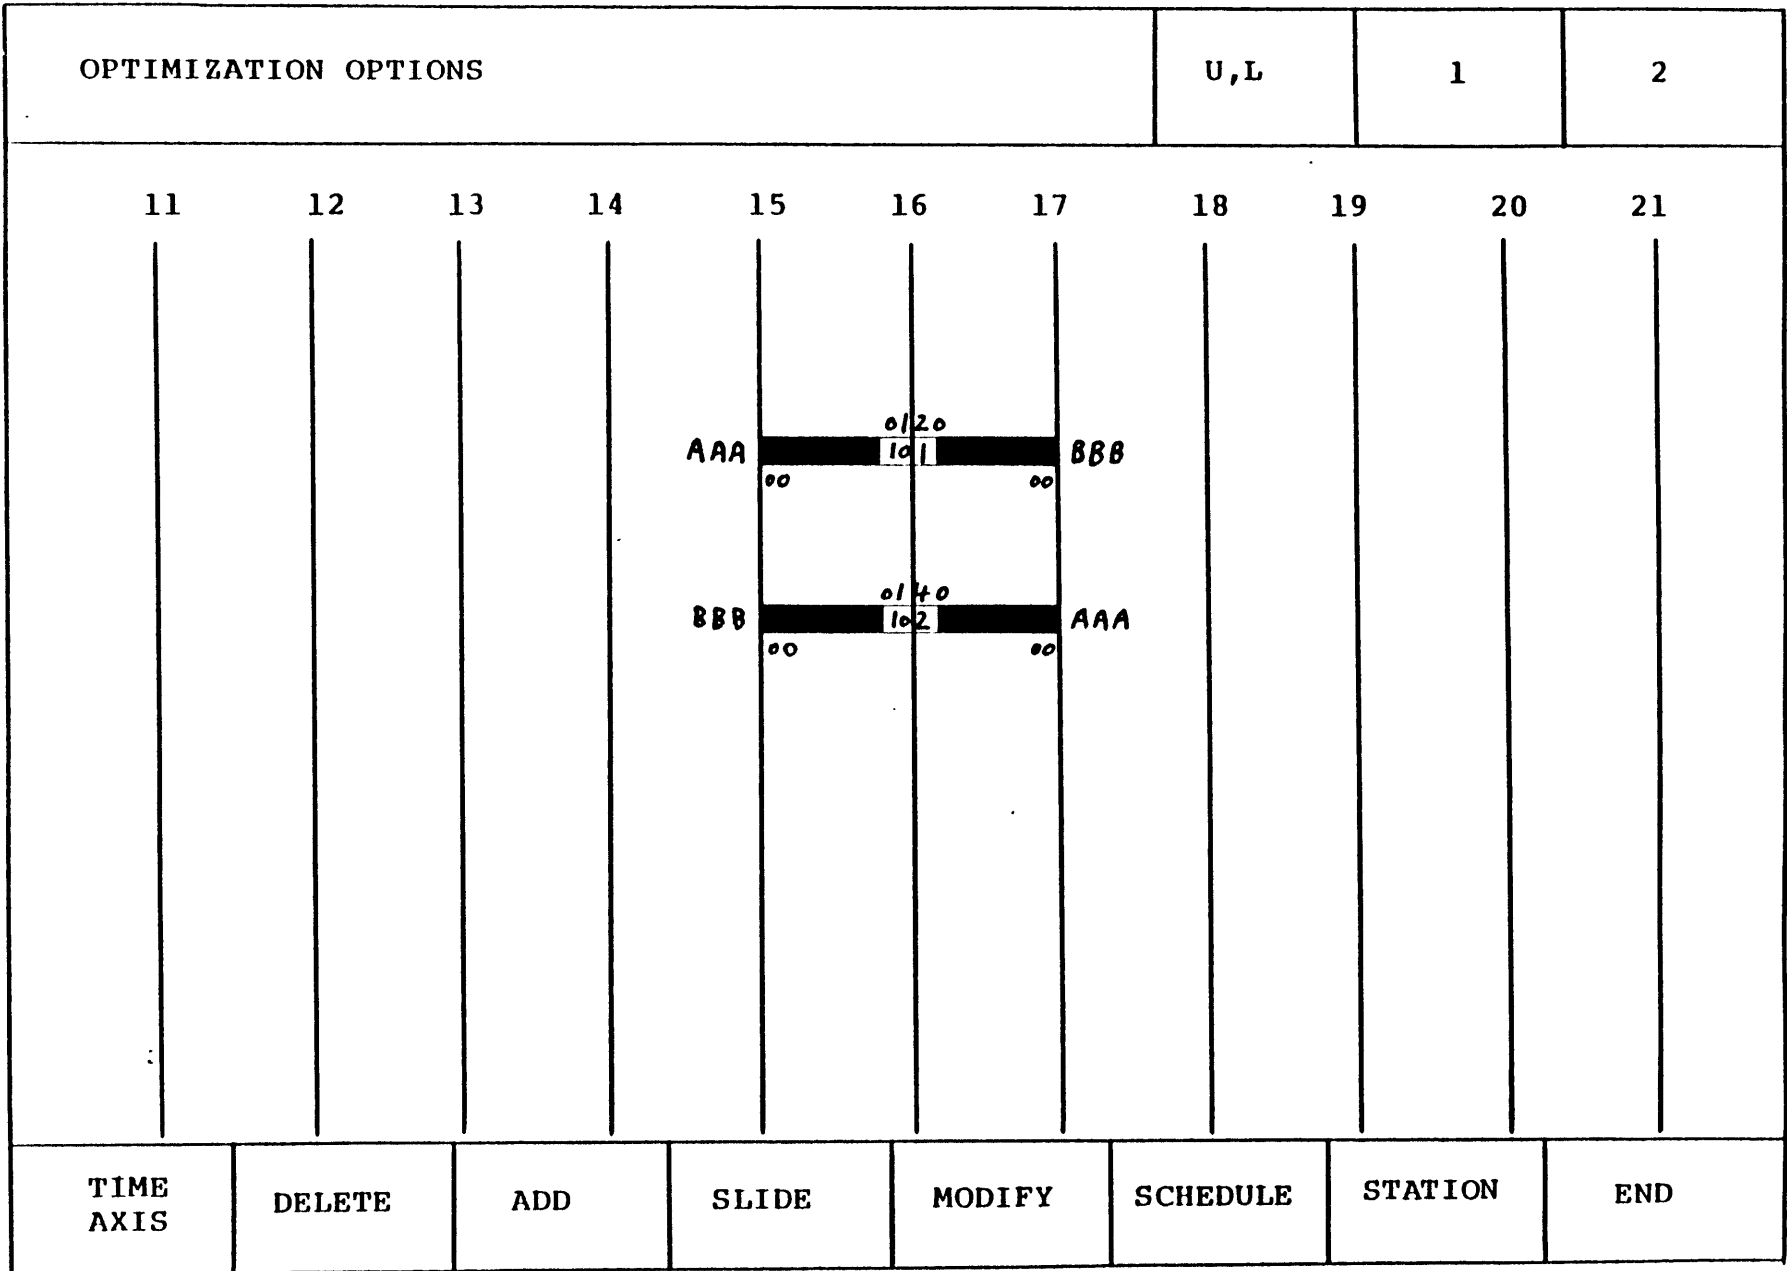 OPTIMIZATION OPTIONS U,L 1 2
11 12 13 14 15 16 17 18 19 20 21
0120
AAA 101 BBB
00 00
0140
BBB 102 AAA
00 00
TIME AXIS DELETE ADD SLIDE MODIFY SCHEDULE STATION END